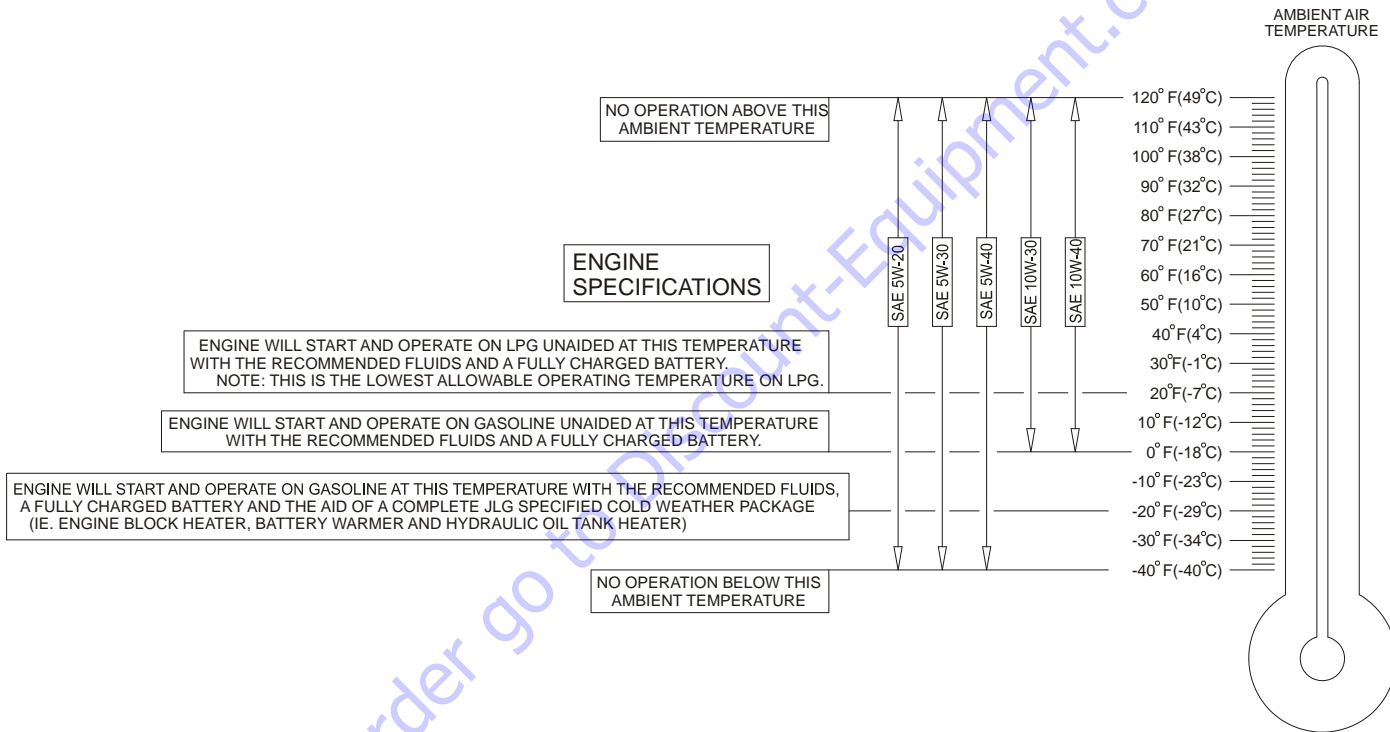 AMBIENT AIR
TEMPERATURE
NO OPERATION ABOVE THIS
AMBIENT TEMPERATURE
120° F(49°C)
110° F(43°C)
100° F(38°C)
90° F(32°C)
80° F(27°C)
70° F(21°C)
60° F(16°C)
50° F(10°C)
40°F(4°C)
30°F(-1°C)
20°F(-7°C)
10°F(-12°C)
0°F(-18°C)
-10°F(-23°C)
-20°F(-29°C)
-30°F(-34°C)
-40°F(-40°C)
SAE 5W-20
SAE 5W-30
SAE 5W-40
SAE 10W-30
SAE 10W-40
ENGINE
SPECIFICATIONS
ENGINE WILL START AND OPERATE ON LPG UNAIDED AT THIS TEMPERATURE
WITH THE RECOMMENDED FLUIDS AND A FULLY CHARGED BATTERY.
NOTE: THIS IS THE LOWEST ALLOWABLE OPERATING TEMPERATURE ON LPG.
ENGINE WILL START AND OPERATE ON GASOLINE UNAIDED AT THIS TEMPERATURE
WITH THE RECOMMENDED FLUIDS AND A FULLY CHARGED BATTERY.
ENGINE WILL START AND OPERATE ON GASOLINE AT THIS TEMPERATURE WITH THE RECOMMENDED FLUIDS,
A FULLY CHARGED BATTERY AND THE AID OF A COMPLETE JLG SPECIFIED COLD WEATHER PACKAGE
(IE. ENGINE BLOCK HEATER, BATTERY WARMER AND HYDRAULIC OIL TANK HEATER)
NO OPERATION BELOW THIS
AMBIENT TEMPERATURE
rder go to Discount-Equipment.c